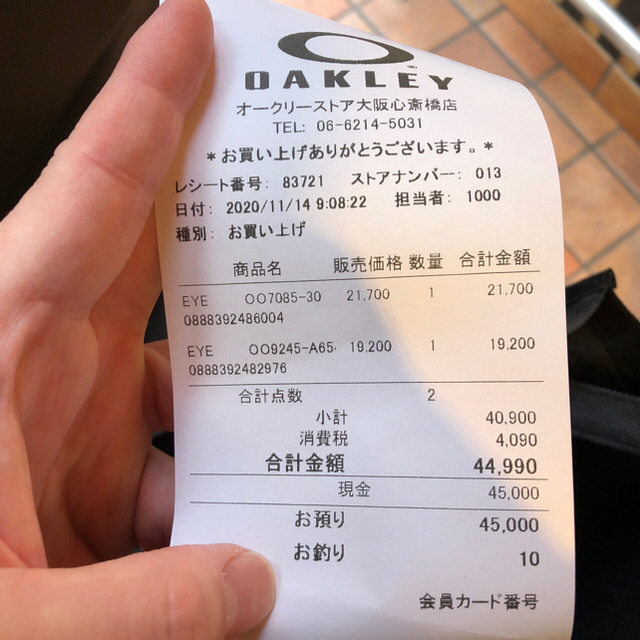 OAKLEY
オークリーストア大阪心斎橋店
TEL: 06-6214-5031
*お買い上げありがとうございます。*
レシート番号: 83721 ストアナンバー: 013
日付: 2020/11/14 9:08:22 担当者: 1000
種別: お買い上げ
商品名 販売価格 数量 合計金額
EYE OO7085-30 21,700 1 21,700
0888392486004
EYE OO9245-A65 19,200 1 19,200
0888392482976
合計点数 2
小計 40,900
消費税 4,090
合計金額 44,990
現金 45,000
お預り 45,000
お釣り 10
会員カード番号